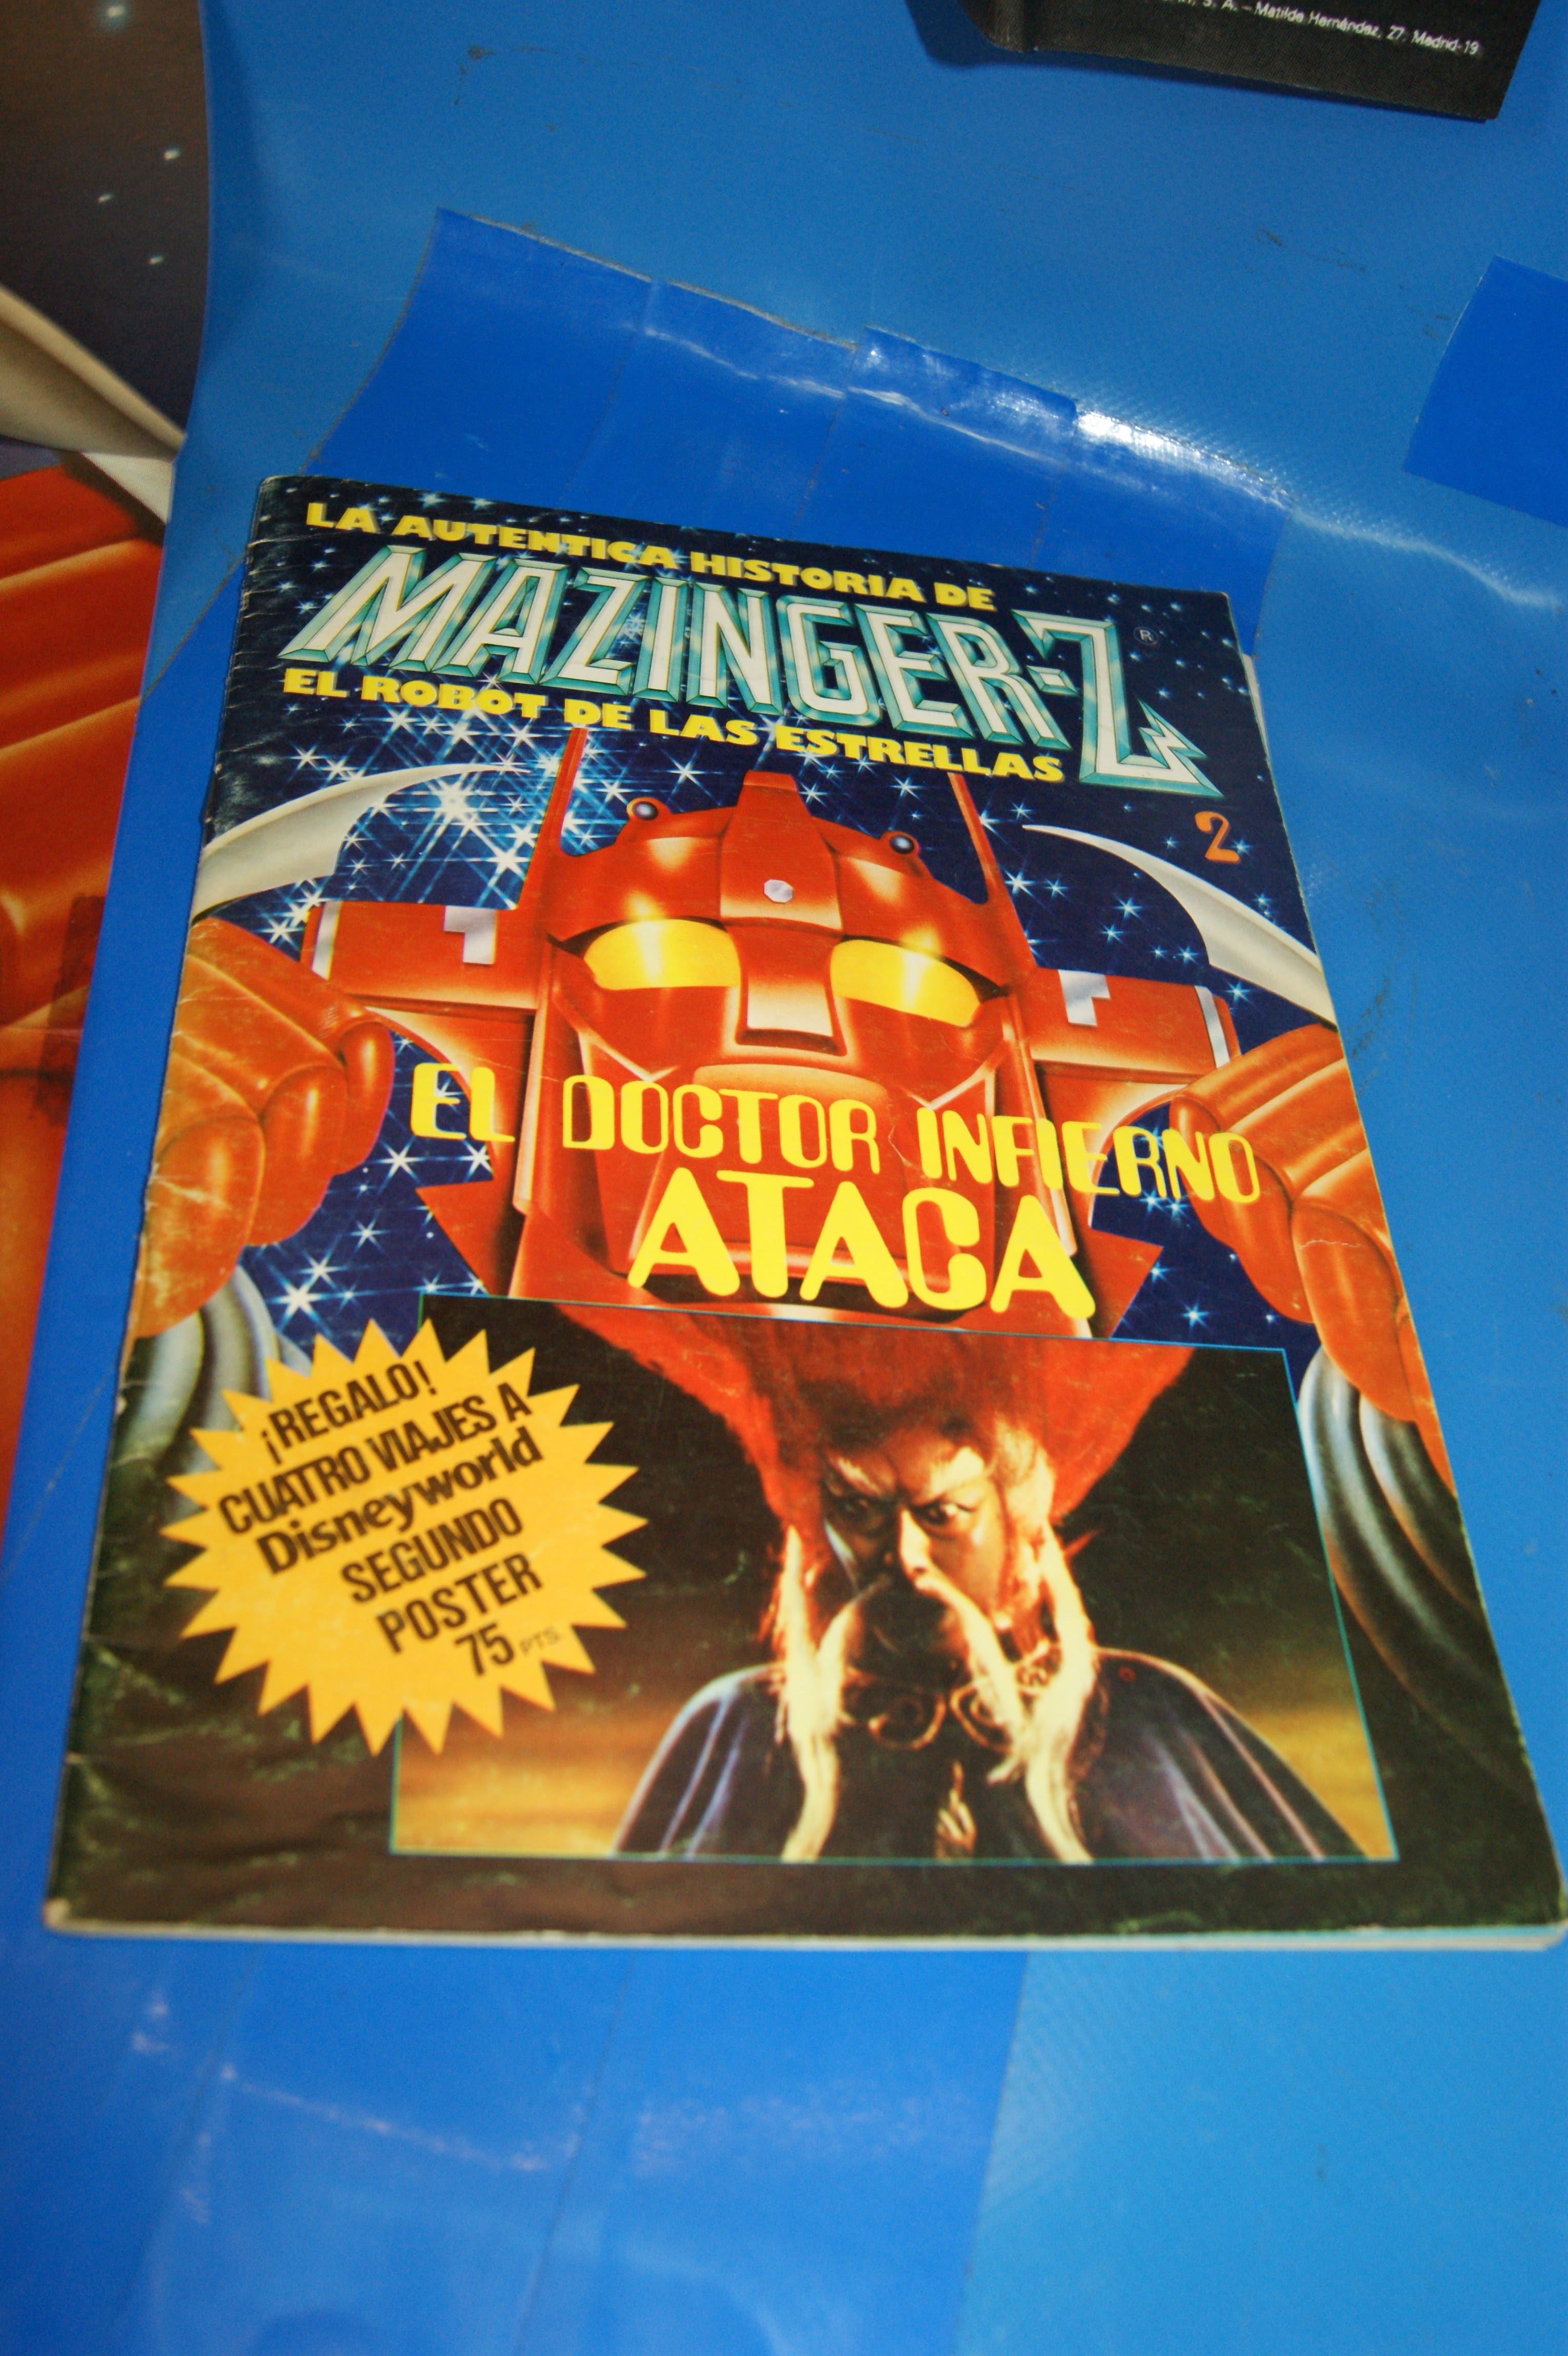 S. A. – Matilde Hernández, 27. Madrid-19
LA AUTENTICA HISTORIA DE
MAZINGER-Z ®
EL ROBOT DE LAS ESTRELLAS
2
EL DOCTOR INFIERNO
ATACA
¡REGALO!
CUATRO VIAJES A
Disneyworld
SEGUNDO
POSTER
75 PTS.